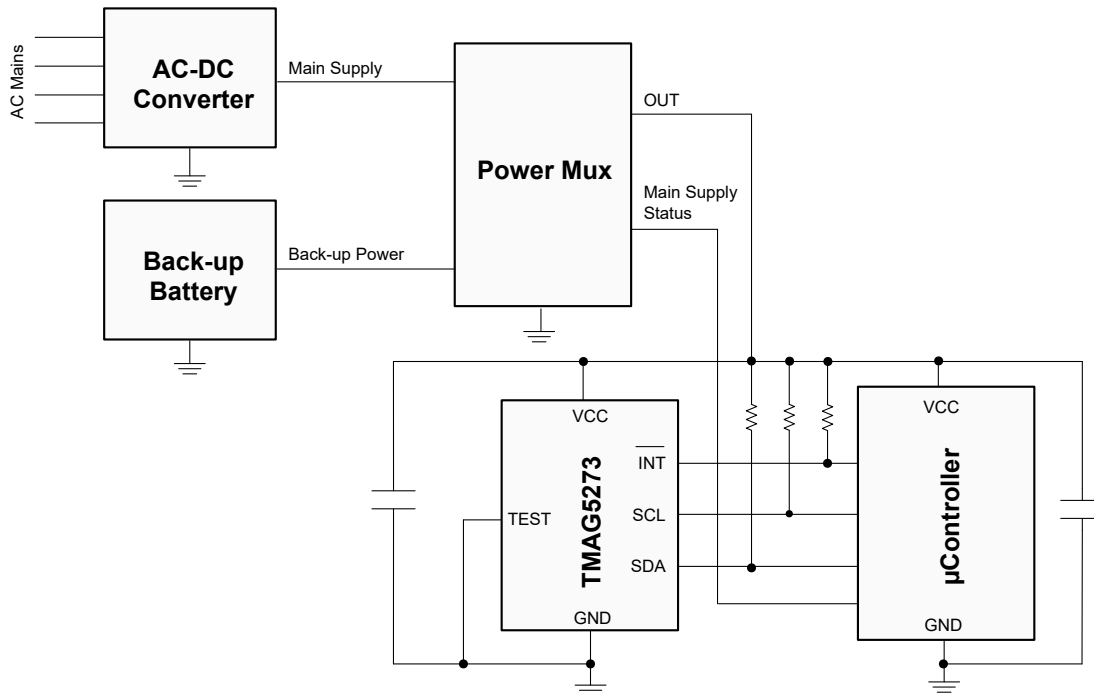 AC Mains
AC-DC
Converter
Main Supply
Power Mux
OUT
Main Supply
Status
Back-up
Battery
Back-up Power
VCC
TMAG5273
INT
SCL
SDA
TEST
GND
VCC
µController
GND